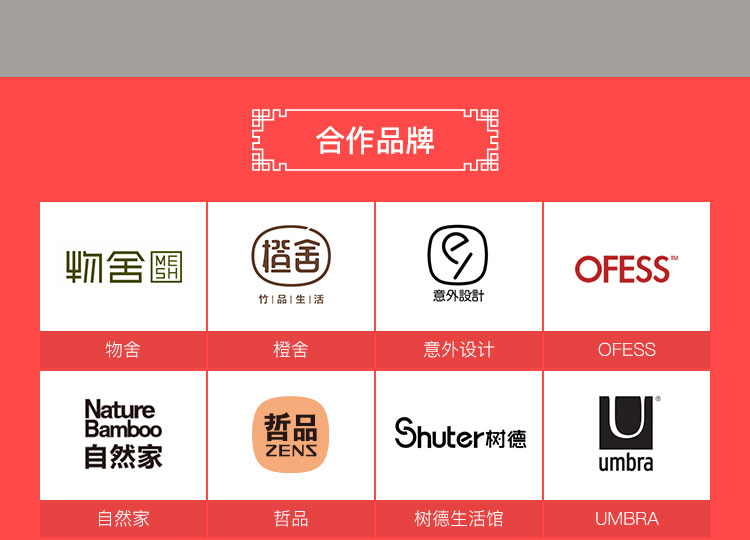 合作品牌
物舍 MESH
橙舍
竹|品|生|活
ey
意外設計
OFESS™
物舍
橙舍
意外设计
OFESS
Nature
Bamboo
自然家
哲品
ZENS
Shuter树德
U®
umbra
自然家
哲品
树德生活馆
UMBRA